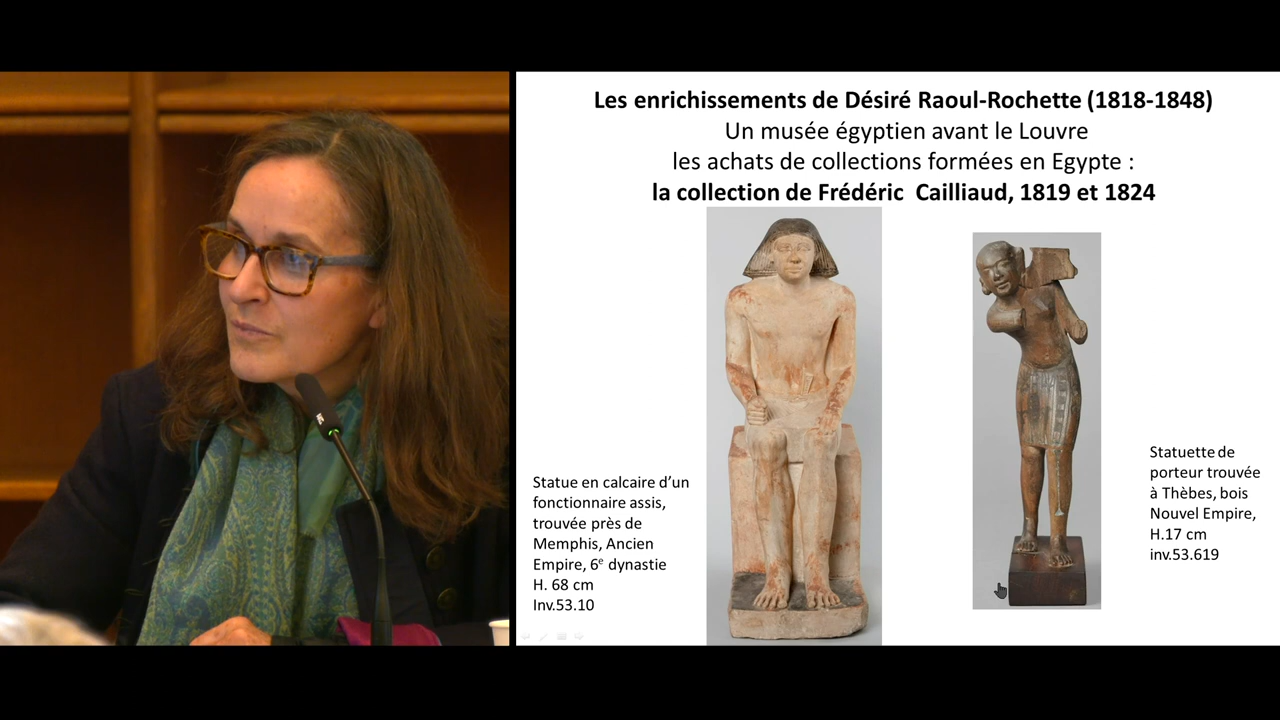 Les enrichissements de Désiré Raoul-Rochette (1818-1848)
Un musée égyptien avant le Louvre
les achats de collections formées en Egypte :
la collection de Frédéric Cailliaud, 1819 et 1824
Statue en calcaire d’un
fonctionnaire assis,
trouvée près de
Memphis, Ancien
Empire, 6e dynastie
H. 68 cm
Inv.53.10
Statuette de
porteur trouvée
à Thèbes, bois
Nouvel Empire,
H.17 cm
inv.53.619